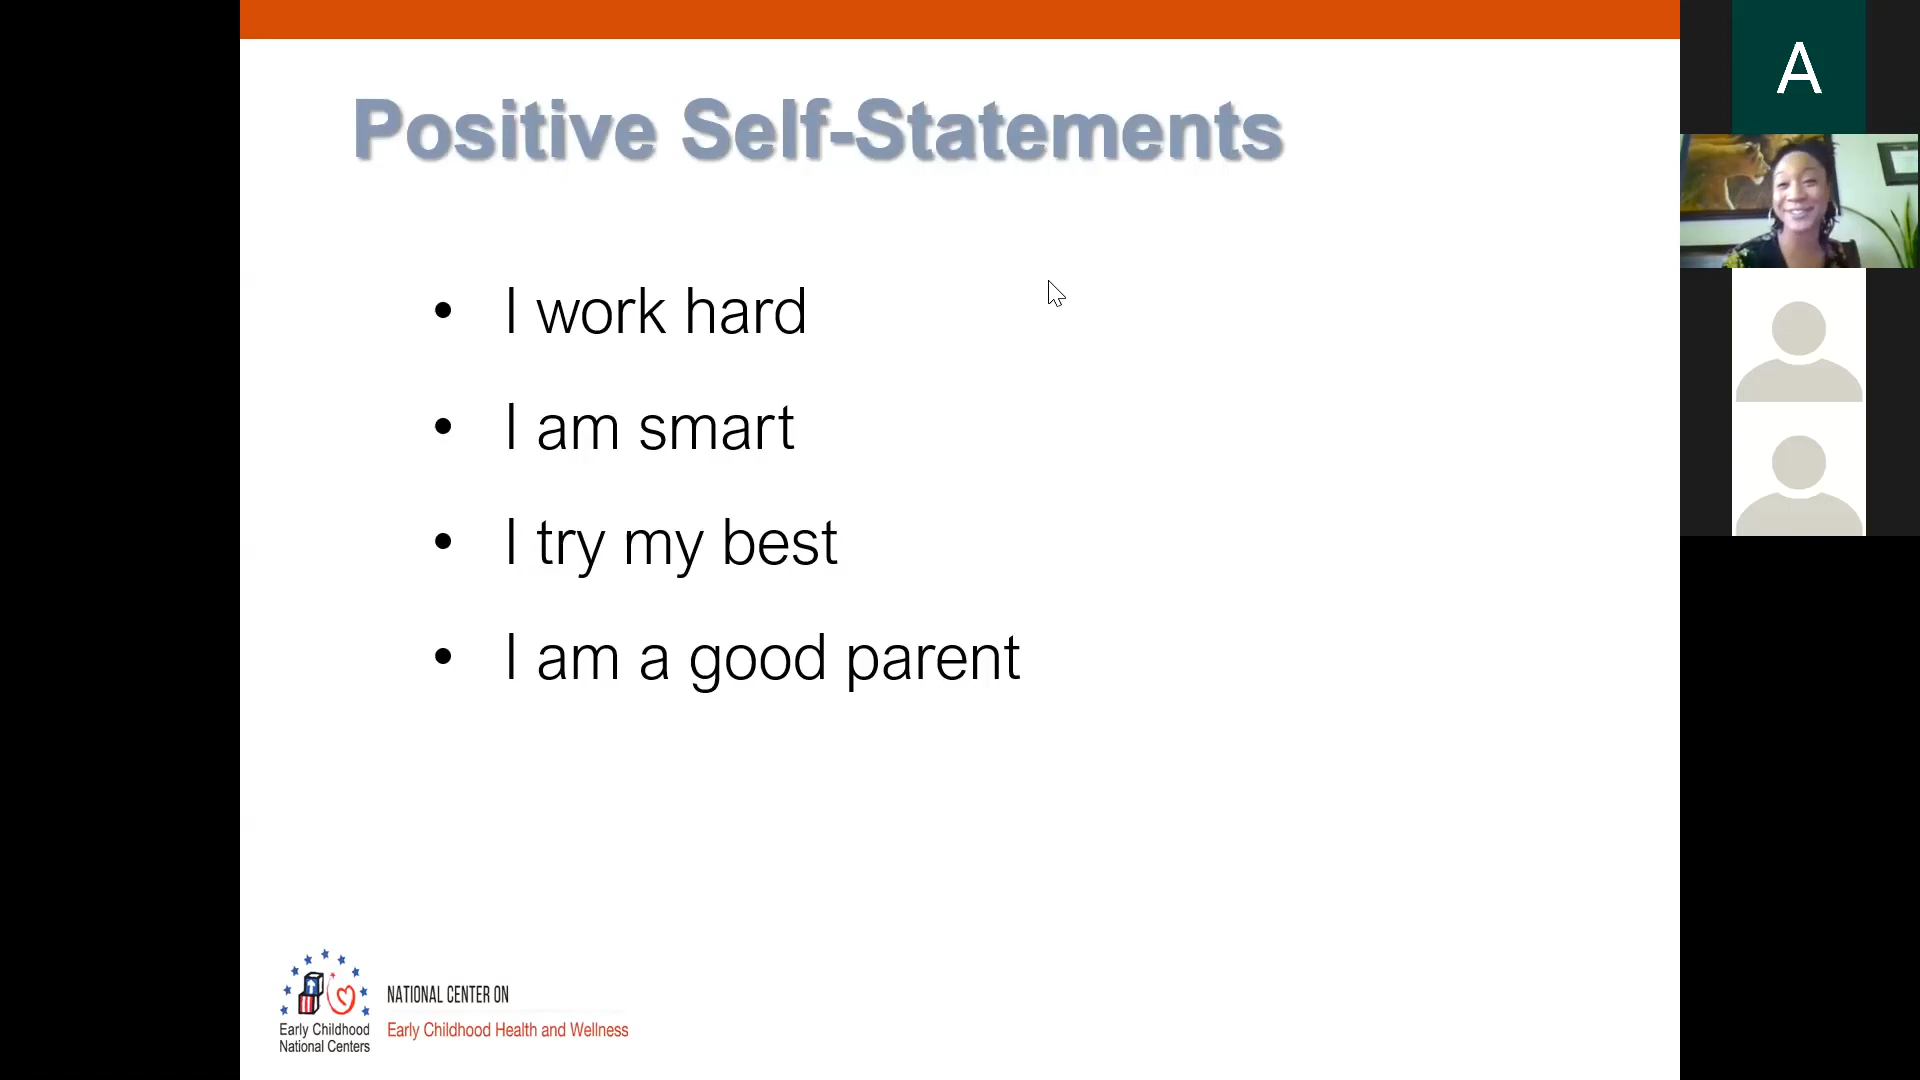 Positive Self-Statements
A
• I work hard
• I am smart
• I try my best
• I am a good parent
NATIONAL CENTER ON
Early Childhood Health and Wellness
Early Childhood
National Centers